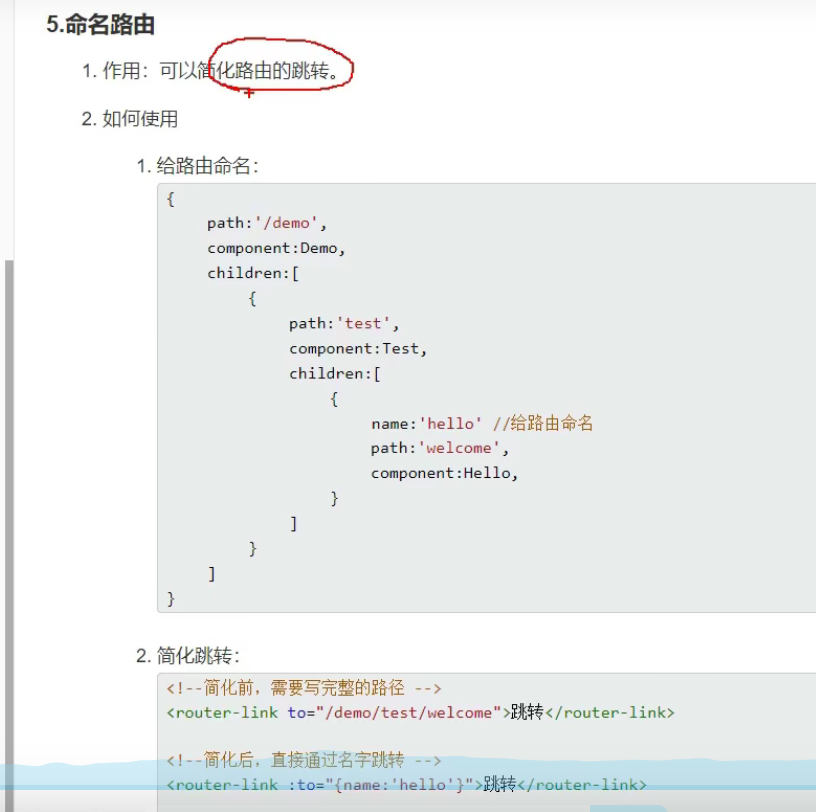 5.命名路由
1. 作用：可以简化路由的跳转。
2. 如何使用
1. 给路由命名：
{
path:'/demo',
component:Demo,
children:[
{
path:'test',
component:Test,
children:[
{
name:'hello' //给路由命名
path:'welcome',
component:Hello,
}
]
}
]
}
2. 简化跳转：
<!--简化前，需要写完整的路径 -->
<router-link to="/demo/test/welcome">跳转</router-link>
<!--简化后，直接通过名字跳转 -->
<router-link :to="{name:'hello'}">跳转</router-link>